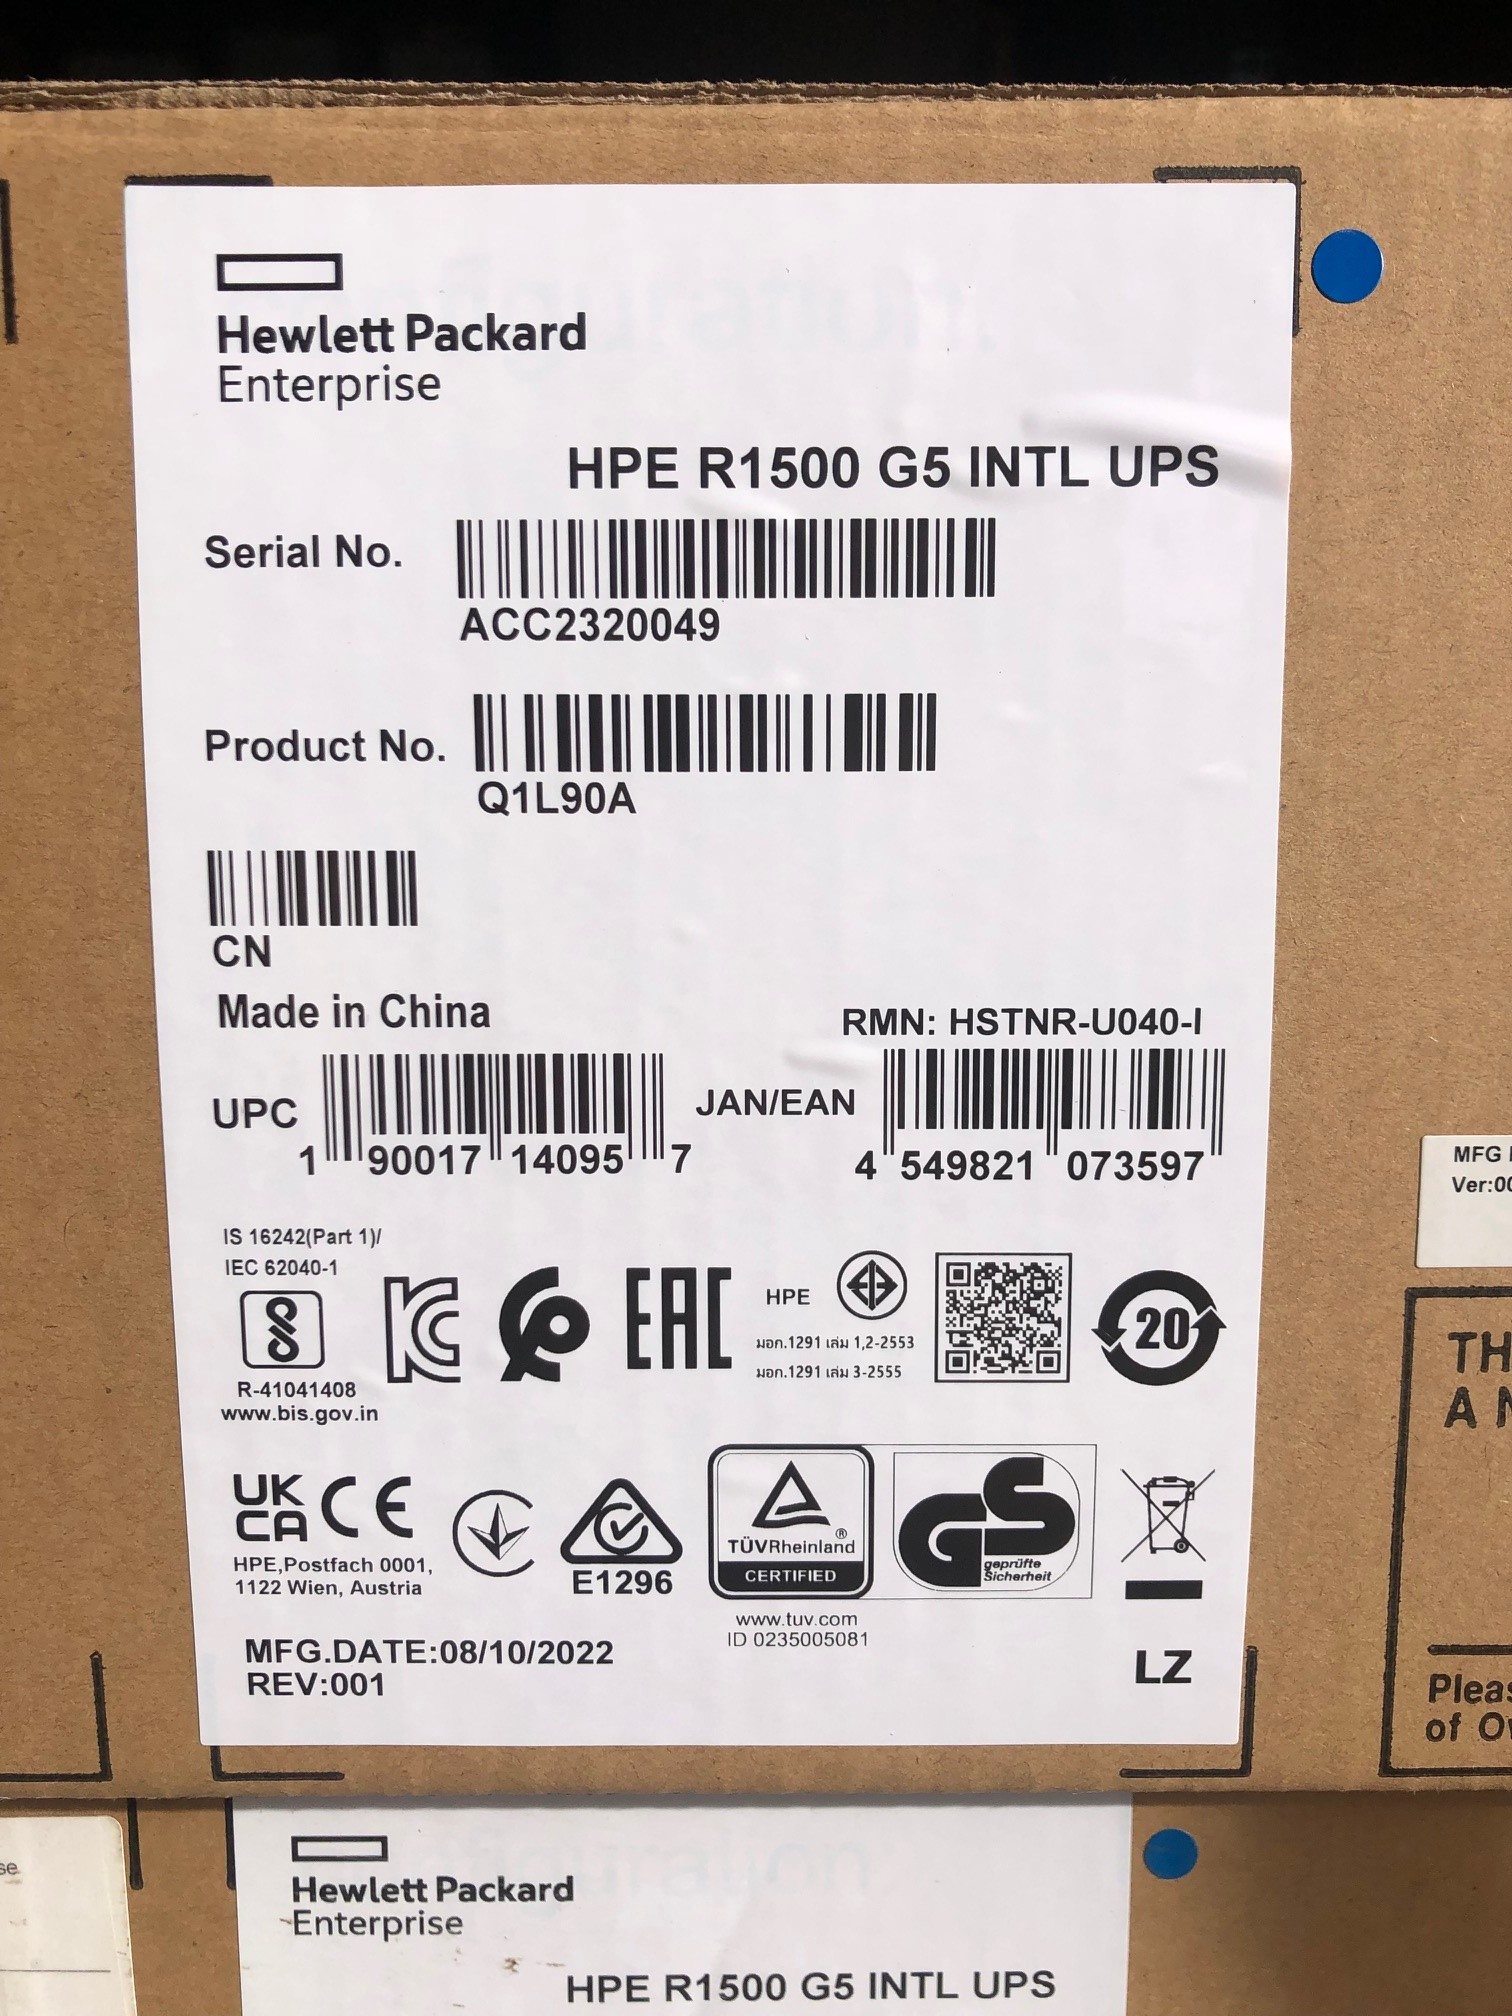 Hewlett Packard
Enterprise
HPE R1500 G5 INTL UPS
Serial No.
ACC2320049
Product No.
Q1L90A
CN
Made in China
RMN: HSTNR-U040-I
UPC
1 90017 14095 7
JAN/EAN
4 549821 073597
IS 16242(Part 1)/
IEC 62040-1
R-41041408
www.bis.gov.in
EAC
HPE
มอก.1291 เล่ม 1,2-2553
มอก.1291 เล่ม 3-2555
20
UK
CA
CE
HPE,Postfach 0001,
1122 Wien, Austria
E1296
TÜVRheinland
®
CERTIFIED
www.tuv.com
ID 0235005081
GS
geprüfte
Sicherheit
MFG.DATE:08/10/2022
REV:001
LZ
MFG
Ver:00
TH
AN
Pleas
of O
Hewlett Packard
Enterprise
HPE R1500 G5 INTL UPS
se